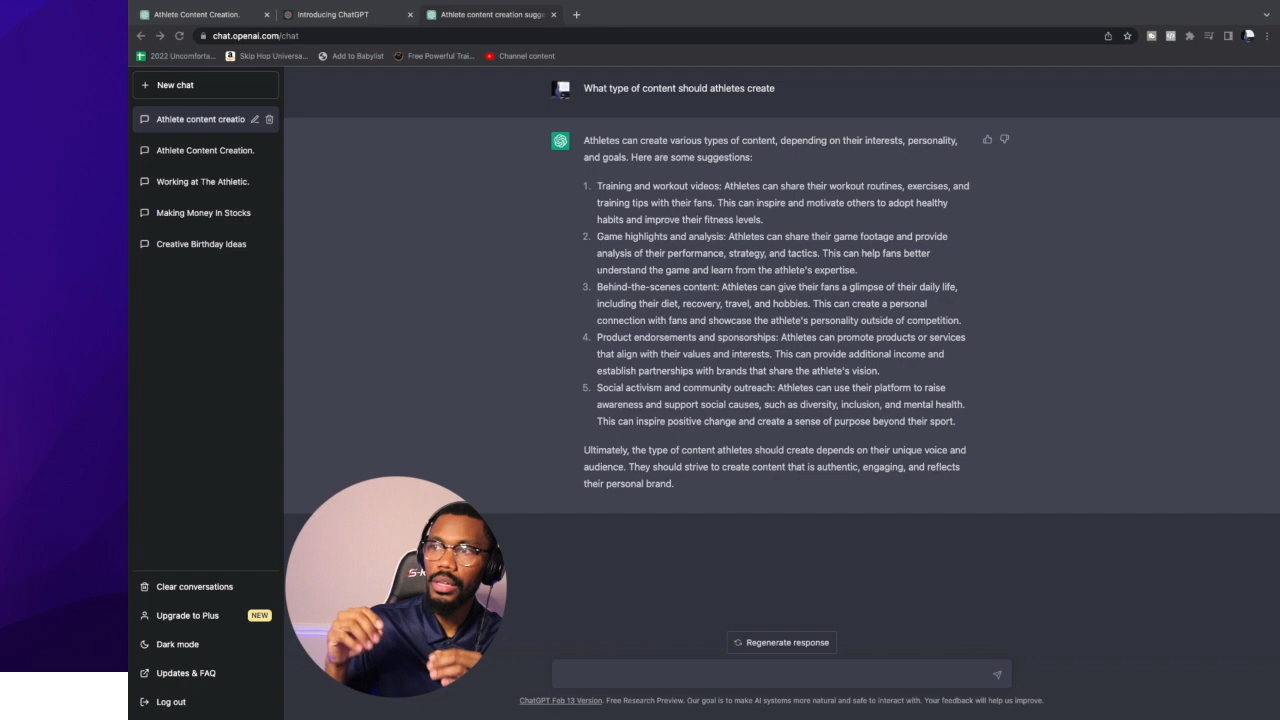 Athlete Content Creation.
Introducing ChatGPT
Athlete content creation sugge
chat.openai.com/chat
2022 Uncomforta...
Skip Hop Universa...
Add to Babylist
Free Powerful Trai...
Channel content
New chat
Athlete content creatio
Athlete Content Creation.
Working at The Athletic.
Making Money In Stocks
Creative Birthday Ideas
Clear conversations
Upgrade to Plus NEW
Dark mode
Updates & FAQ
Log out
What type of content should athletes create
Athletes can create various types of content, depending on their interests, personality,
and goals. Here are some suggestions:
1. Training and workout videos: Athletes can share their workout routines, exercises, and
training tips with their fans. This can inspire and motivate others to adopt healthy
habits and improve their fitness levels.
2. Game highlights and analysis: Athletes can share their game footage and provide
analysis of their performance, strategy, and tactics. This can help fans better
understand the game and learn from the athlete's expertise.
3. Behind-the-scenes content: Athletes can give their fans a glimpse of their daily life,
including their diet, recovery, travel, and hobbies. This can create a personal
connection with fans and showcase the athlete's personality outside of competition.
4. Product endorsements and sponsorships: Athletes can promote products or services
that align with their values and interests. This can provide additional income and
establish partnerships with brands that share the athlete's vision.
5. Social activism and community outreach: Athletes can use their platform to raise
awareness and support social causes, such as diversity, inclusion, and mental health.
This can inspire positive change and create a sense of purpose beyond their sport.
Ultimately, the type of content athletes should create depends on their unique voice and
audience. They should strive to create content that is authentic, engaging, and reflects
their personal brand.
Regenerate response
ChatGPT Feb 13 Version. Free Research Preview. Our goal is to make AI systems more natural and safe to interact with. Your feedback will help us improve.